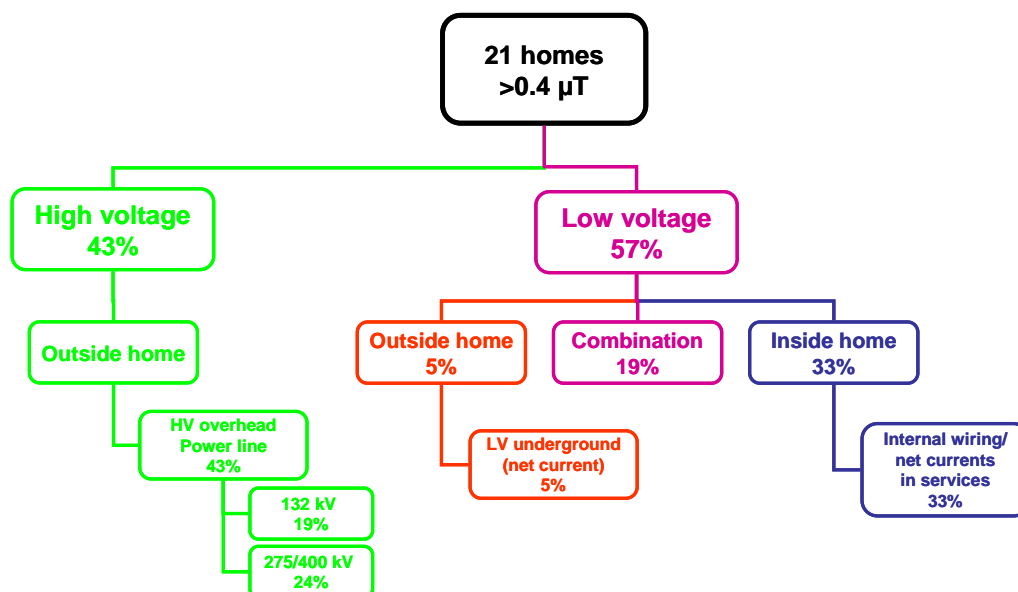 21 homes
>0.4 µT
High voltage
43%
Low voltage
57%
Outside home
Outside home
5%
Combination
19%
Inside home
33%
HV overhead
Power line
43%
LV underground
(net current)
5%
Internal wiring/
net currents
in services
33%
132 kV
19%
275/400 kV
24%